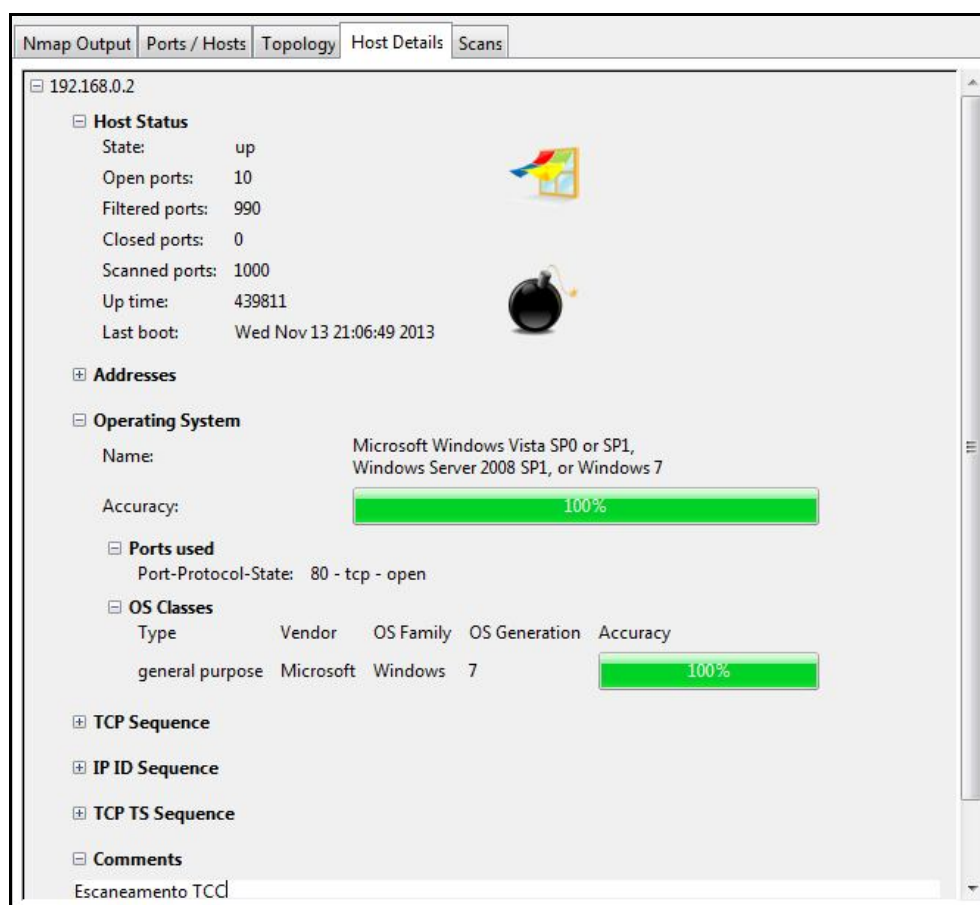 Nmap Output Ports / Hosts Topology Host Details Scans
192.168.0.2
Host Status
State: up
Open ports: 10
Filtered ports: 990
Closed ports: 0
Scanned ports: 1000
Up time: 439811
Last boot: Wed Nov 13 21:06:49 2013
Addresses
Operating System
Name: Microsoft Windows Vista SP0 or SP1,
Windows Server 2008 SP1, or Windows 7
Accuracy: 100%
Ports used
Port-Protocol-State: 80 - tcp - open
OS Classes
Type Vendor OS Family OS Generation Accuracy
general purpose Microsoft Windows 7 100%
TCP Sequence
IP ID Sequence
TCP TS Sequence
Comments
Escaneamento TCC